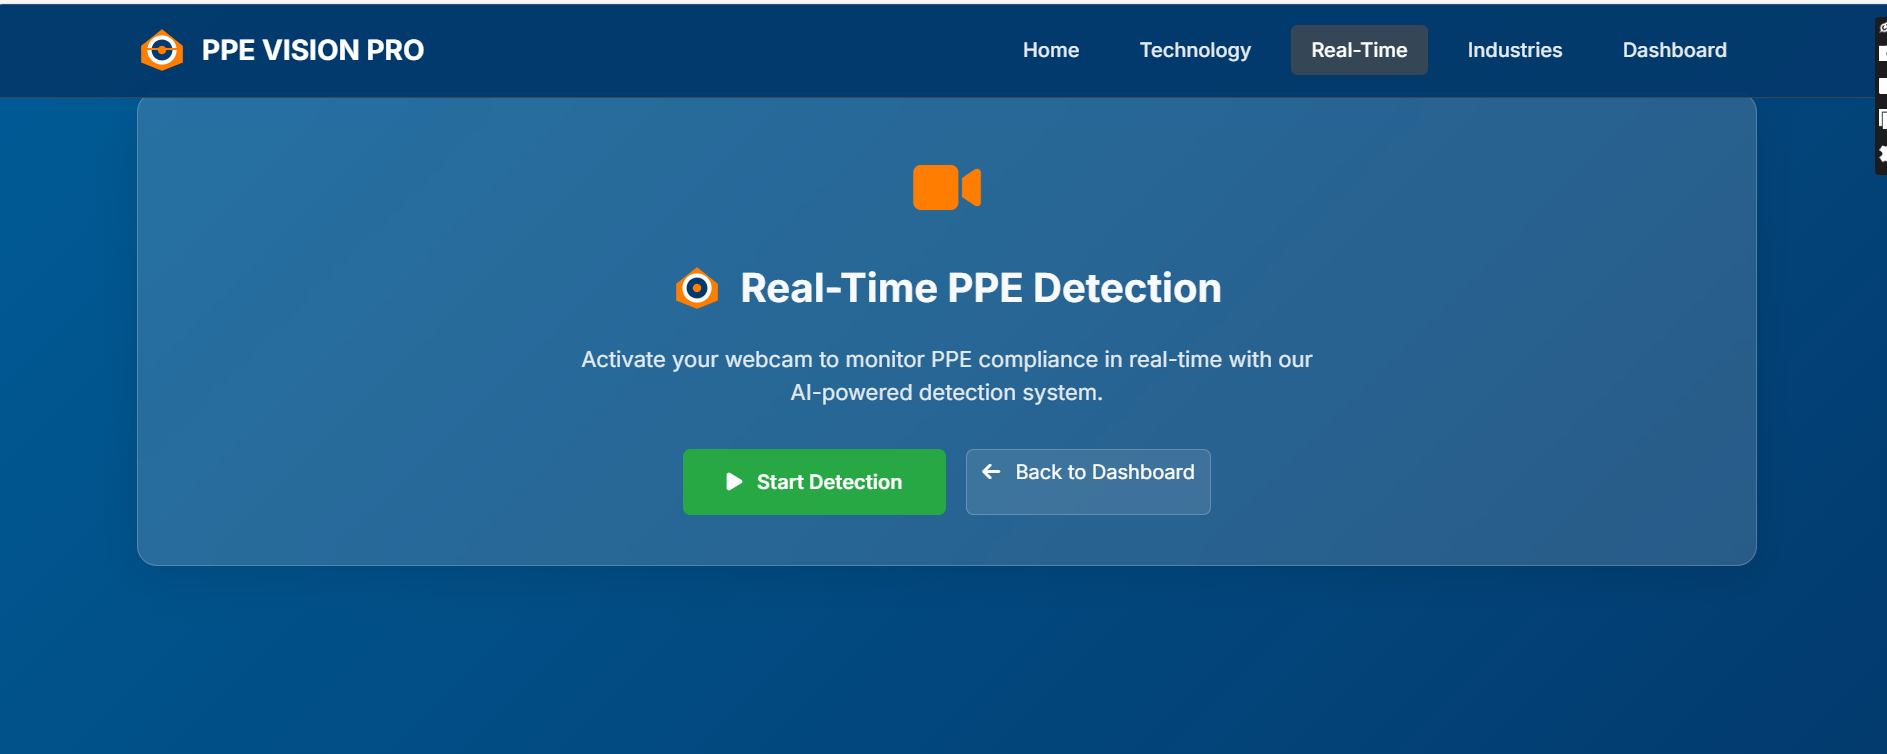 PPE VISION PRO
Home Technology Real-Time Industries Dashboard
Real-Time PPE Detection
Activate your webcam to monitor PPE compliance in real-time with our
AI-powered detection system.
Start Detection Back to Dashboard